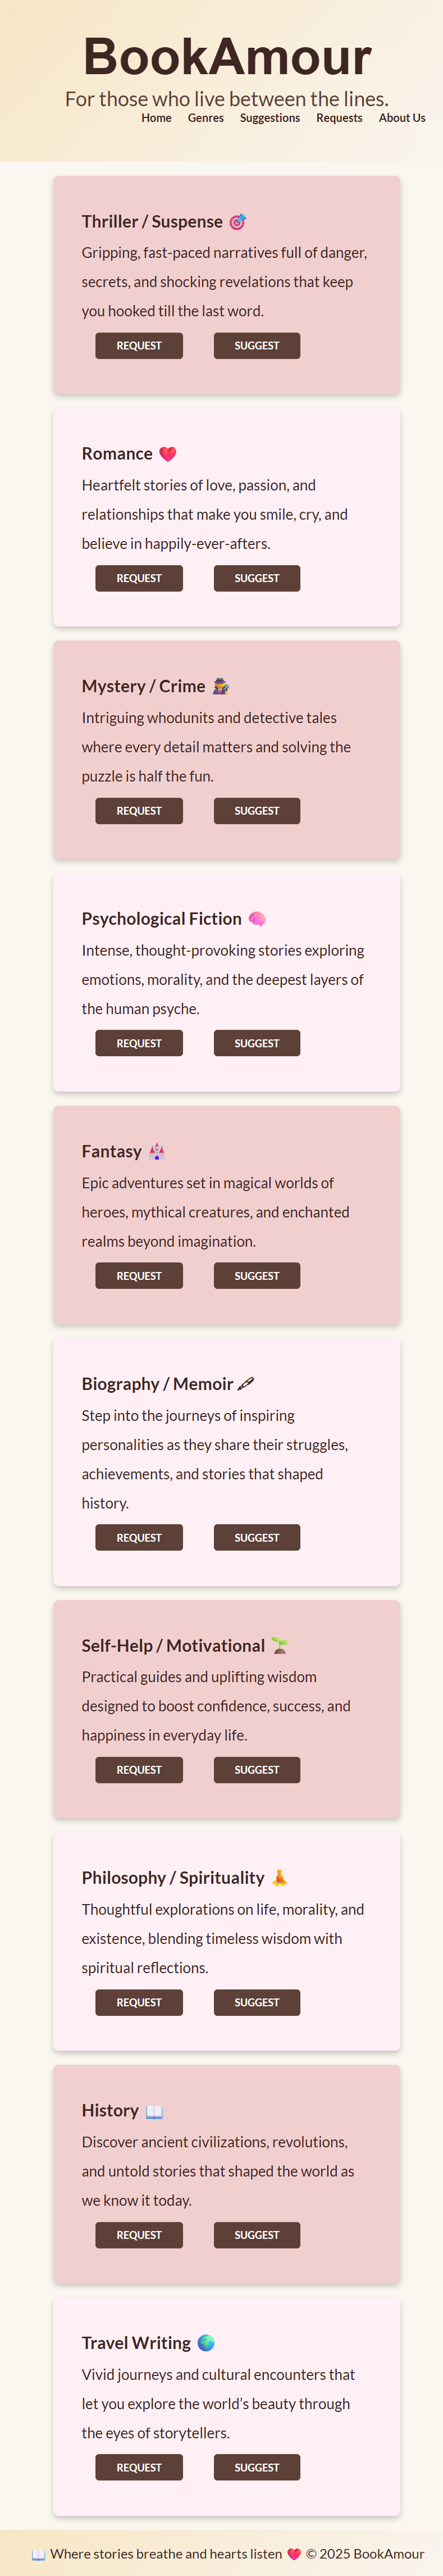 BookAmour
For those who live between the lines.
Home Genres Suggestions Requests About Us
Thriller / Suspense 🎯
Gripping, fast-paced narratives full of danger,
secrets, and shocking revelations that keep
you hooked till the last word.
REQUEST SUGGEST
Romance ❤️
Heartfelt stories of love, passion, and
relationships that make you smile, cry, and
believe in happily-ever-afters.
REQUEST SUGGEST
Mystery / Crime 🕵️
Intriguing whodunits and detective tales
where every detail matters and solving the
puzzle is half the fun.
REQUEST SUGGEST
Psychological Fiction 🧠
Intense, thought-provoking stories exploring
emotions, morality, and the deepest layers of
the human psyche.
REQUEST SUGGEST
Fantasy 🏰
Epic adventures set in magical worlds of
heroes, mythical creatures, and enchanted
realms beyond imagination.
REQUEST SUGGEST
Biography / Memoir 🖋
Step into the journeys of inspiring
personalities as they share their struggles,
achievements, and stories that shaped
history.
REQUEST SUGGEST
Self-Help / Motivational 🌱
Practical guides and uplifting wisdom
designed to boost confidence, success, and
happiness in everyday life.
REQUEST SUGGEST
Philosophy / Spirituality 🧘
Thoughtful explorations on life, morality, and
existence, blending timeless wisdom with
spiritual reflections.
REQUEST SUGGEST
History 📖
Discover ancient civilizations, revolutions,
and untold stories that shaped the world as
we know it today.
REQUEST SUGGEST
Travel Writing 🌍
Vivid journeys and cultural encounters that
let you explore the world’s beauty through
the eyes of storytellers.
REQUEST SUGGEST
📖 Where stories breathe and hearts listen ❤️ © 2025 BookAmour